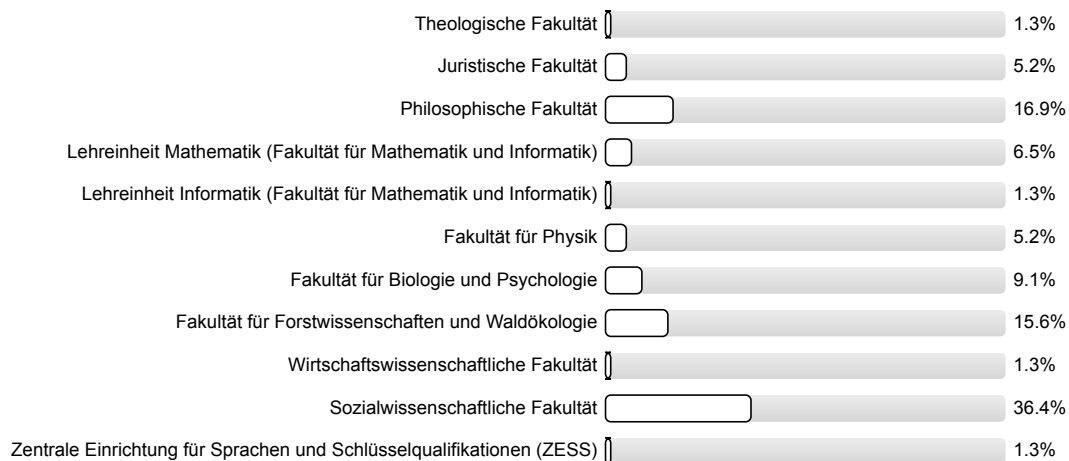 Theologische Fakultät 1.3%
Juristische Fakultät 5.2%
Philosophische Fakultät 16.9%
Lehreinheit Mathematik (Fakultät für Mathematik und Informatik) 6.5%
Lehreinheit Informatik (Fakultät für Mathematik und Informatik) 1.3%
Fakultät für Physik 5.2%
Fakultät für Biologie und Psychologie 9.1%
Fakultät für Forstwissenschaften und Waldökologie 15.6%
Wirtschaftswissenschaftliche Fakultät 1.3%
Sozialwissenschaftliche Fakultät 36.4%
Zentrale Einrichtung für Sprachen und Schlüsselqualifikationen (ZESS) 1.3%